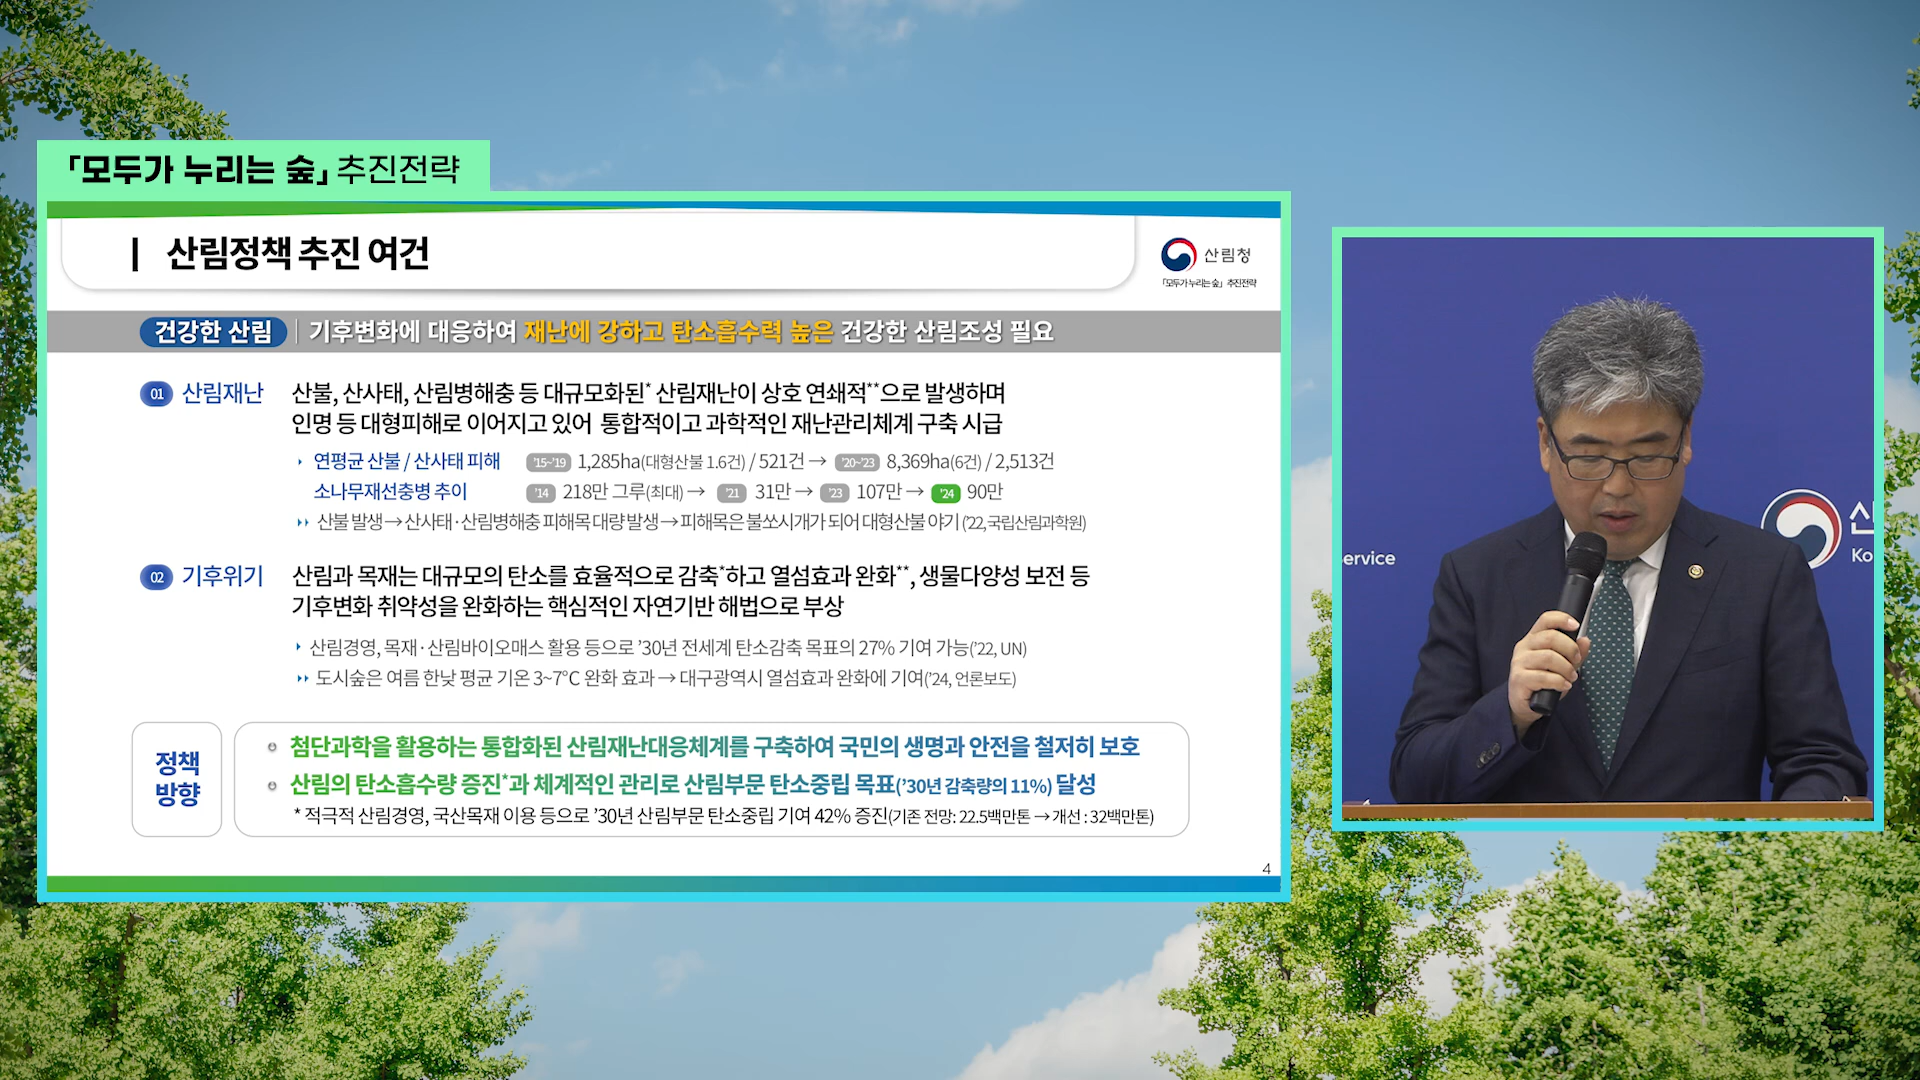 「모두가 누리는 숲」 추진전략
산림정책 추진 여건
산림청
「모두가 누리는 숲」 추진전략
건강한 산림 | 기후변화에 대응하여 재난에 강하고 탄소흡수력 높은 건강한 산림조성 필요
01 산림재난 산불, 산사태, 산림병해충 등 대규모화된* 산림재난이 상호 연쇄적**으로 발생하며
인명 등 대형피해로 이어지고 있어 통합적이고 과학적인 재난관리체계 구축 시급
연평균 산불 / 산사태 피해 '15~'19 1,285ha(대형산불 1.6건) / 521건 → '20~'23 8,369ha(6건) / 2,513건
소나무재선충병 추이 '14 218만 그루(최대) → '21 31만 → '23 107만 → '24 90만
산불 발생 → 산사태·산림병해충 피해목 대량 발생 → 피해목은 불쏘시개가 되어 대형산불 야기 ('22, 국립산림과학원)
02 기후위기 산림과 목재는 대규모의 탄소를 효율적으로 감축*하고 열섬효과 완화**, 생물다양성 보전 등
기후변화 취약성을 완화하는 핵심적인 자연기반 해법으로 부상
산림경영, 목재·산림바이오매스 활용 등으로 '30년 전세계 탄소감축 목표의 27% 기여 가능('22, UN)
도시숲은 여름 한낮 평균 기온 3~7℃ 완화 효과 → 대구광역시 열섬효과 완화에 기여('24, 언론보도)
정책
방향
첨단과학을 활용하는 통합화된 산림재난대응체계를 구축하여 국민의 생명과 안전을 철저히 보호
산림의 탄소흡수량 증진*과 체계적인 관리로 산림부문 탄소중립 목표('30년 감축량의 11%) 달성
* 적극적 산림경영, 국산목재 이용 등으로 '30년 산림부문 탄소중립 기여 42% 증진(기존 전망: 22.5백만톤 → 개선 : 32백만톤)
4
ervice
산
Ko